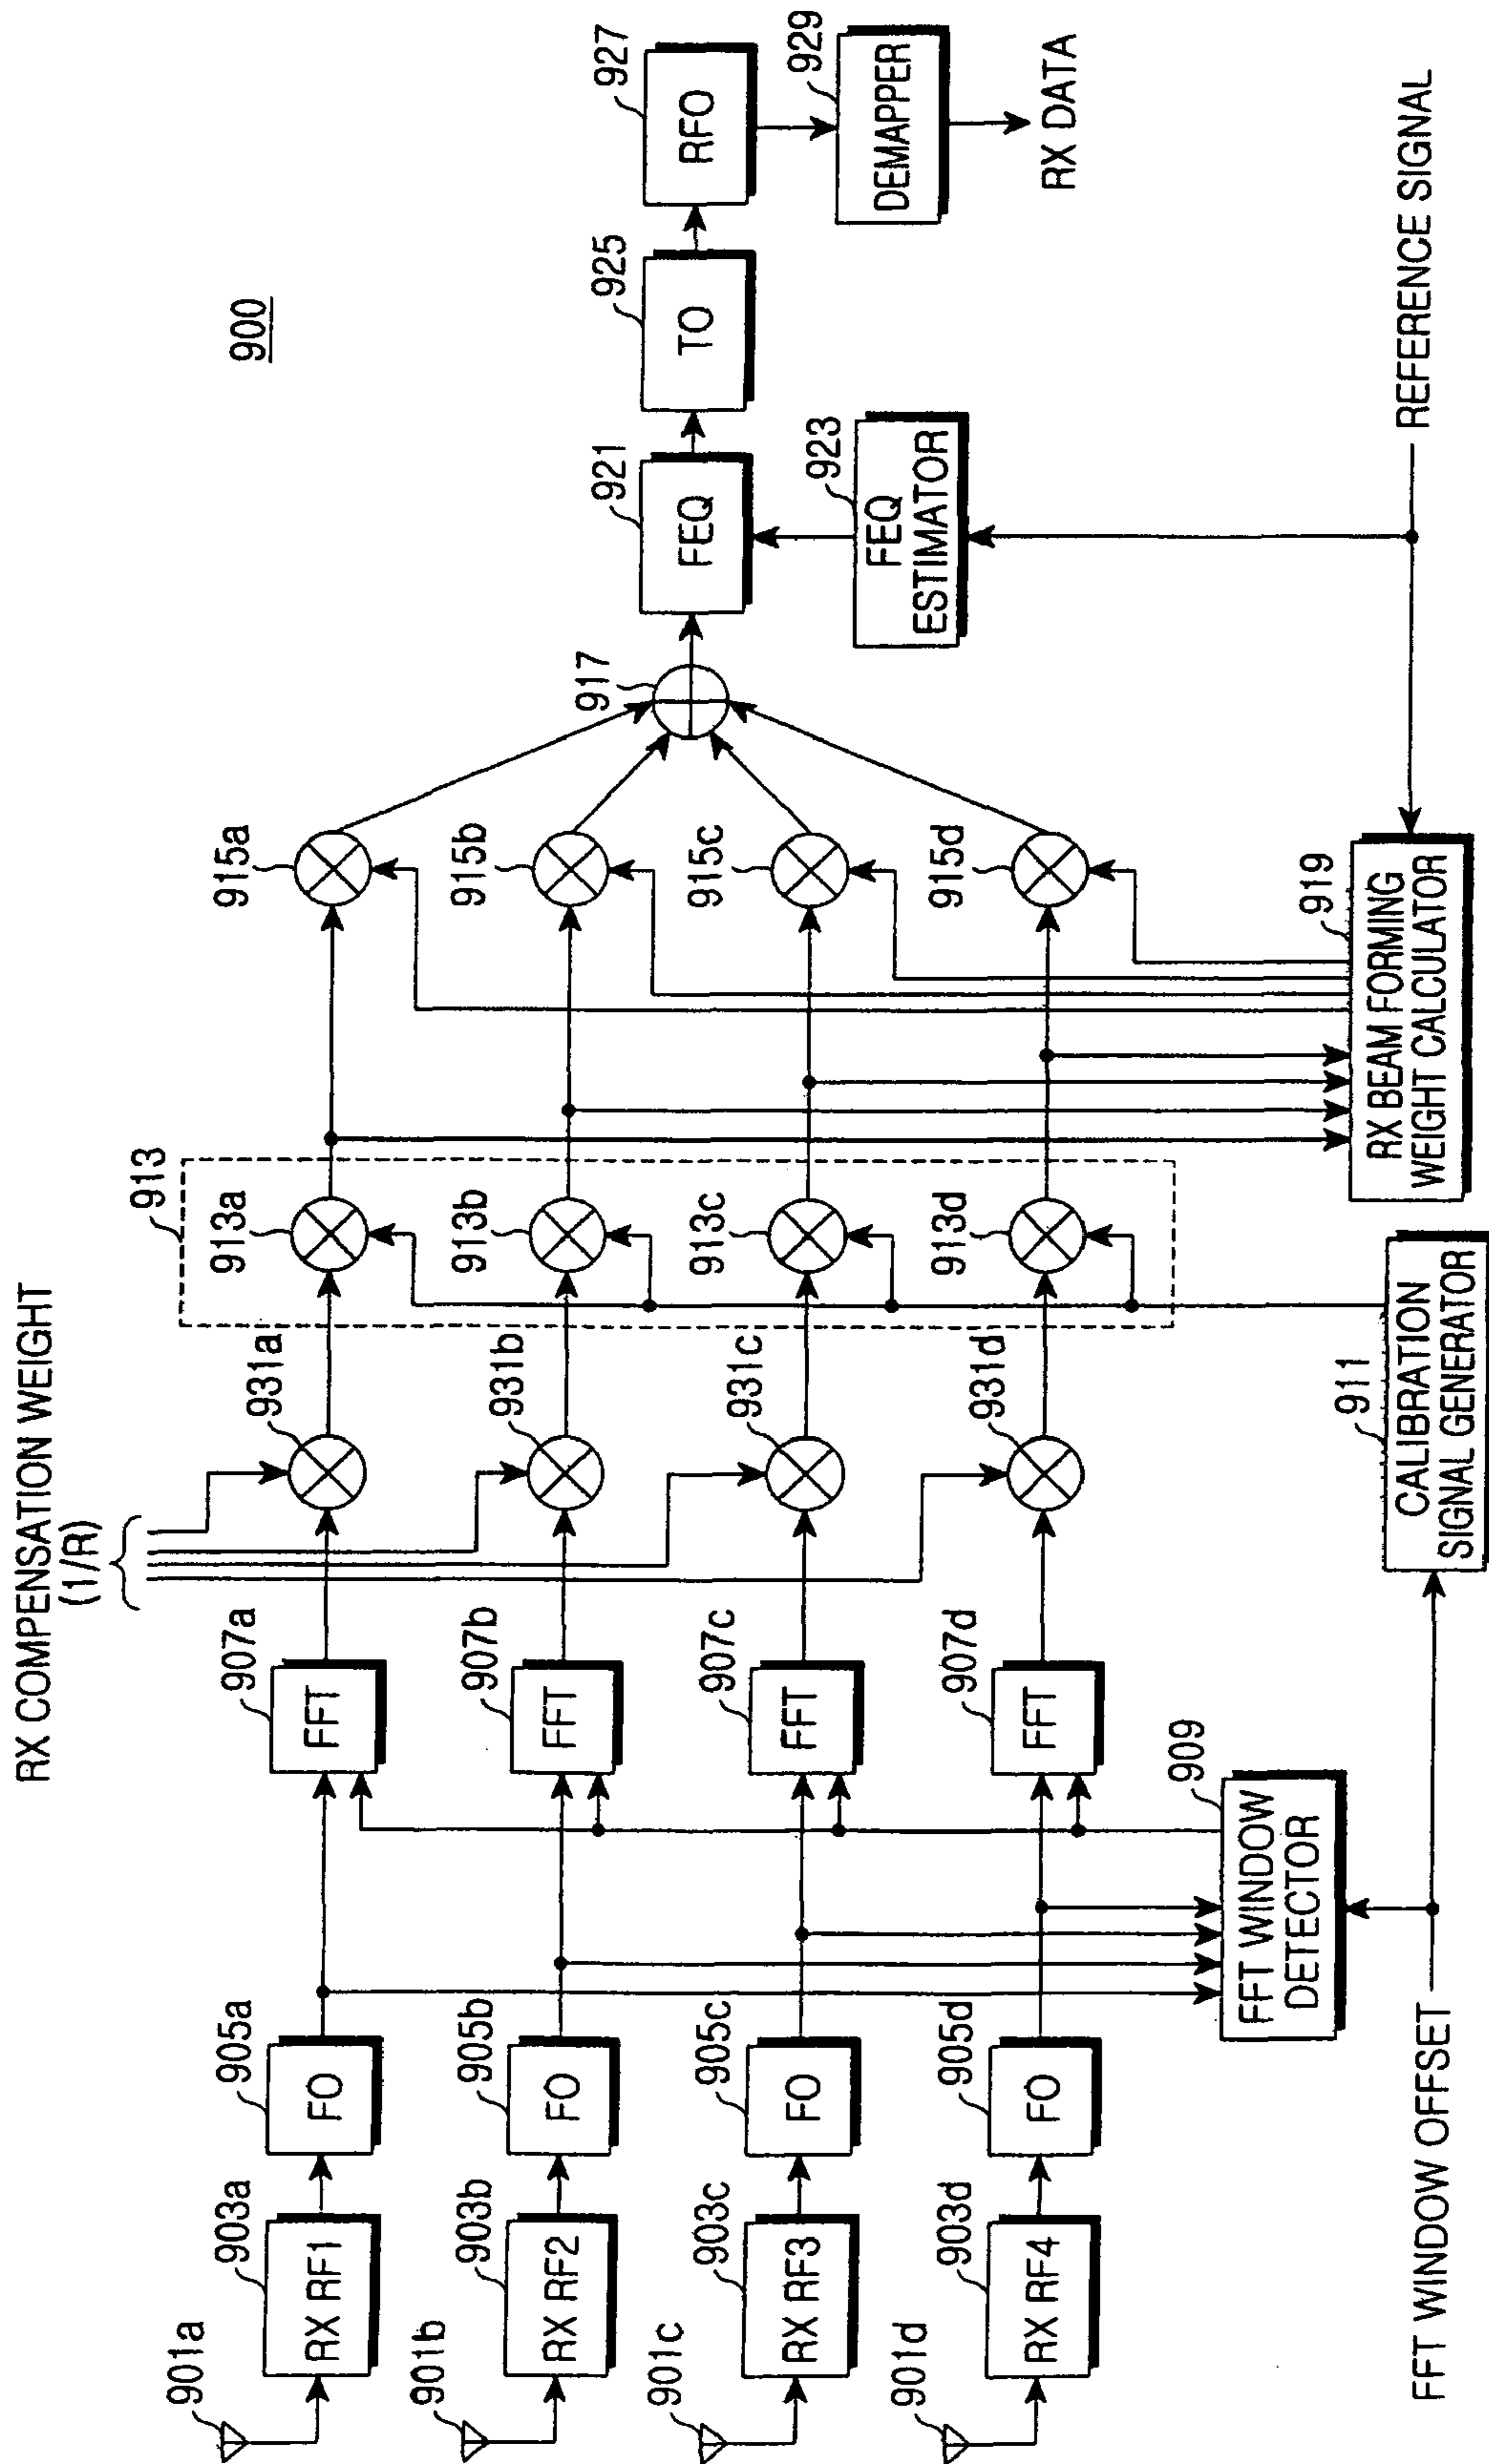 900
RX COMPENSATION WEIGHT
(1/R)
901a
903a
RX RF1
905a
FO
907a
FFT
931a
913
913a
915a
901b
903b
RX RF2
905b
FO
907b
FFT
931b
913b
915b
901c
903c
RX RF3
905c
FO
907c
FFT
931c
913c
915c
901d
903d
RX RF4
905d
FO
907d
FFT
931d
913d
915d
917
921
FEQ
925
TO
927
RFO
923
FEQ
ESTIMATOR
929
DEMAPPER
RX DATA
909
FFT WINDOW
DETECTOR
911
CALIBRATION
SIGNAL GENERATOR
919
RX BEAM FORMING
WEIGHT CALCULATOR
FFT WINDOW OFFSET
REFERENCE SIGNAL